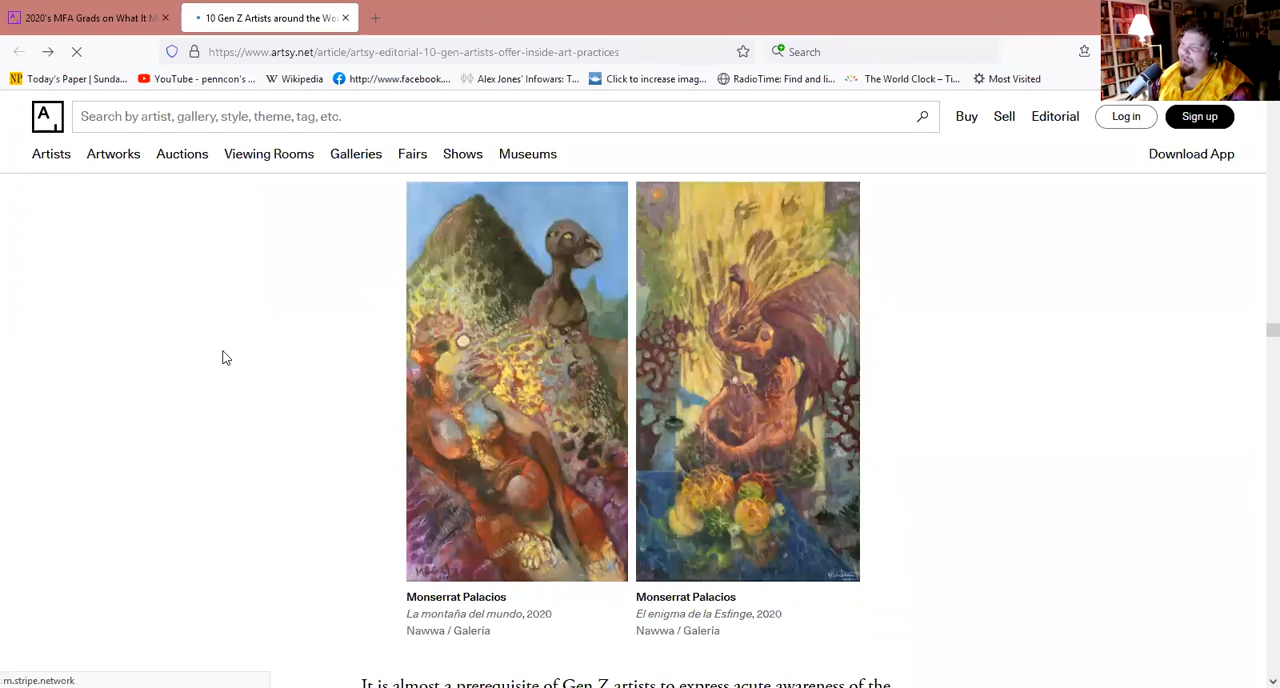 2020's MFA Grads on What It M
10 Gen Z Artists around the Wo
https://www.artsy.net/article/artsy-editorial-10-gen-artists-offer-inside-art-practices
Search
Today's Paper | Sunda...
YouTube - penncon's ...
Wikipedia
http://www.facebook....
Alex Jones' Infowars: T...
Click to increase imag...
RadioTime: Find and li...
The World Clock – Ti...
Most Visited
A
Search by artist, gallery, style, theme, tag, etc.
Buy
Sell
Editorial
Log in
Sign up
Artists
Artworks
Auctions
Viewing Rooms
Galleries
Fairs
Shows
Museums
Download App
Monserrat Palacios
La montaña del mundo, 2020
Nawwa / Galería
Monserrat Palacios
El enigma de la Esfinge, 2020
Nawwa / Galería
It is almost a prerequisite of Gen Z artists to express acute awareness of the
m.stripe.network